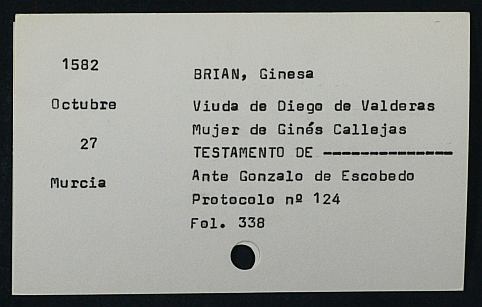 1582
BRIAN, Ginesa
Octubre
Viuda de Diego de Valderas
Mujer de Ginés Callejas
27
TESTAMENTO DE --------------
Murcia
Ante Gonzalo de Escobedo
Protocolo nº 124
Fol. 338